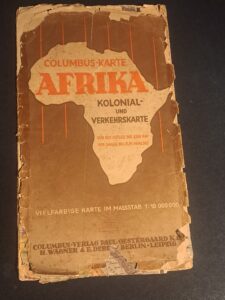 COLUMBUS-KARTE
AFRIKA
KOLONIAL-
UND
VERKEHRSKARTE
VIELFARBIGE KARTE IM MASSTAB 1:10 000 000
COLUMBUS-VERLAG PAUL OESTERGAARD K.G.
H. WAGNER & E. DEBES BERLIN-LEIPZIG